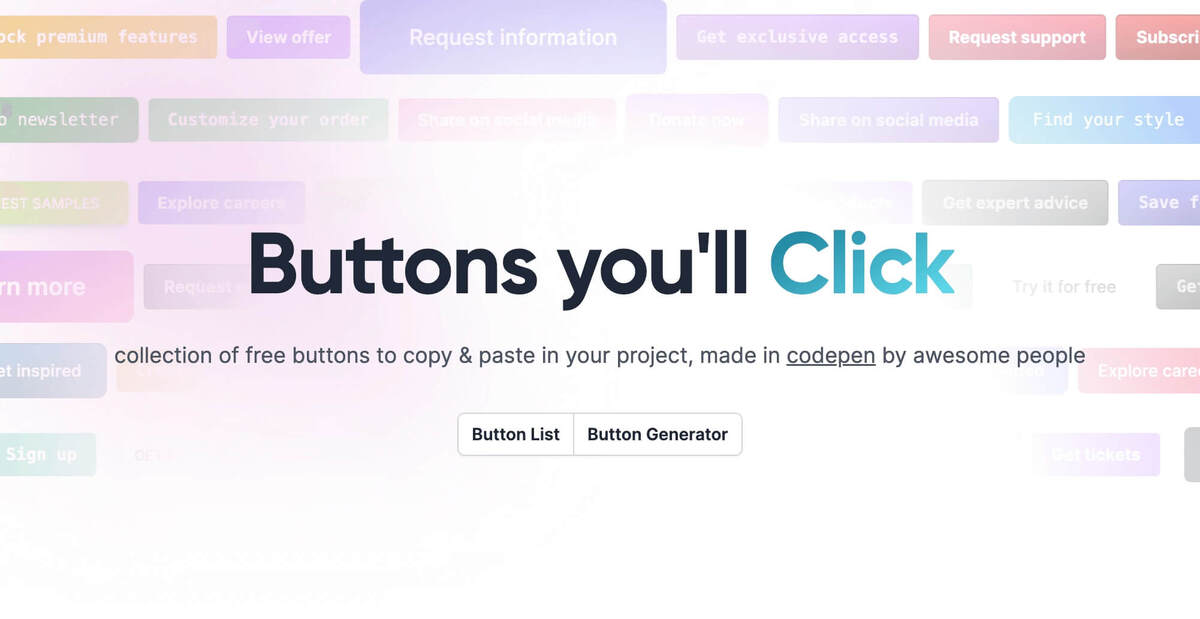 ock premium features
View offer
Request information
Get exclusive access
Request support
Subscri
o newsletter
Customize your order
Share on social media
Donate now
Share on social media
Find your style
EST SAMPLES
Explore careers
Get expert advice
Save f
rn more
Request
Buttons you'll Click
Try it for free
Get
et inspired
collection of free buttons to copy & paste in your project, made in codepen by awesome people
Explore caree
Sign up
Button List
Button Generator
Get tickets